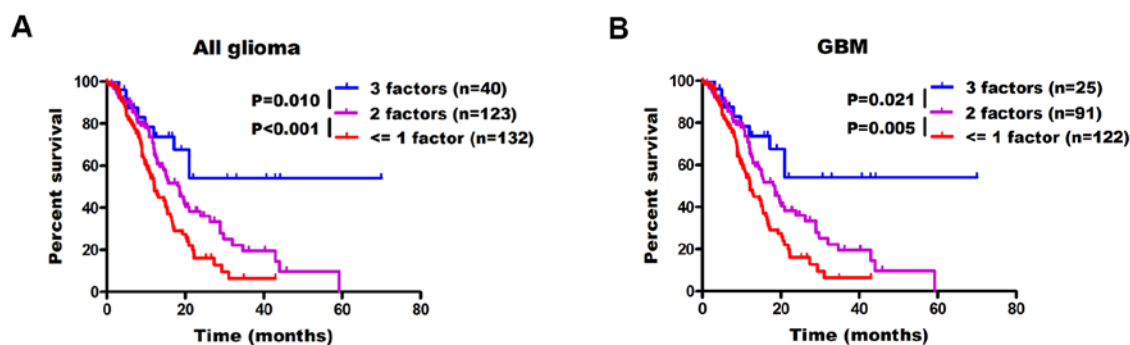 A
All glioma
3 factors (n=40)
P=0.010
2 factors (n=123)
P<0.001
<= 1 factor (n=132)
Percent survival
100
80
60
40
20
0
0 20 40 60 80
Time (months)
B
GBM
3 factors (n=25)
P=0.021
2 factors (n=91)
P=0.005
<= 1 factor (n=122)
Percent survival
100
80
60
40
20
0
0 20 40 60 80
Time (months)